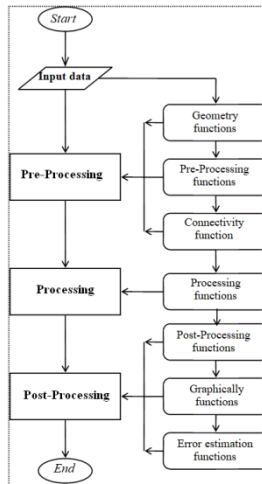 Start
Input data
Geometry
functions
Pre-Processing
Pre-Processing
functions
Connectivity
function
Processing
Processing
functions
Post-Processing
functions
Post-Processing
Graphically
functions
Error estimation
functions
End